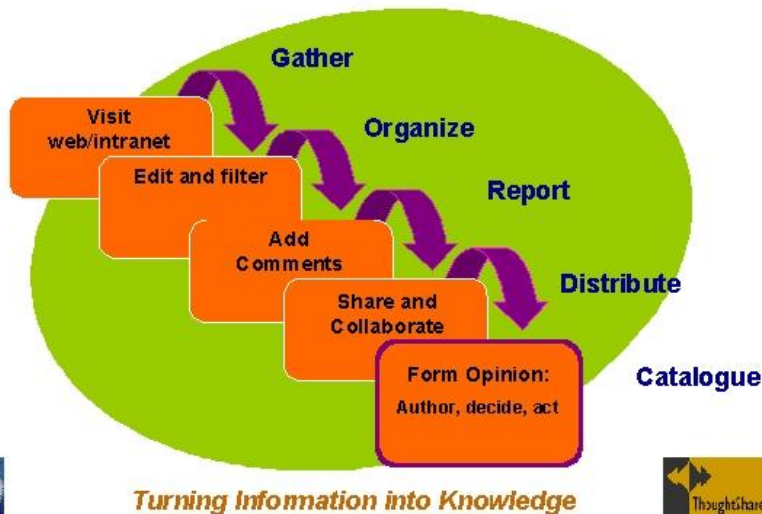 Gather
Visit
web/intranet
Organize
Edit and filter
Report
Add
Comments
Distribute
Share and
Collaborate
Catalogue
Form Opinion:
Author, decide, act
Turning Information into Knowledge
ThoughtShare